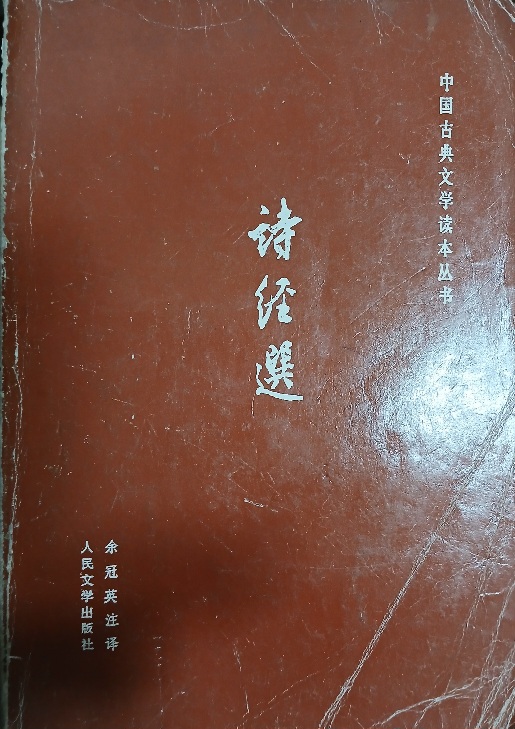 中国古典文学读本丛书
诗经選
余冠英注译
人民文学出版社